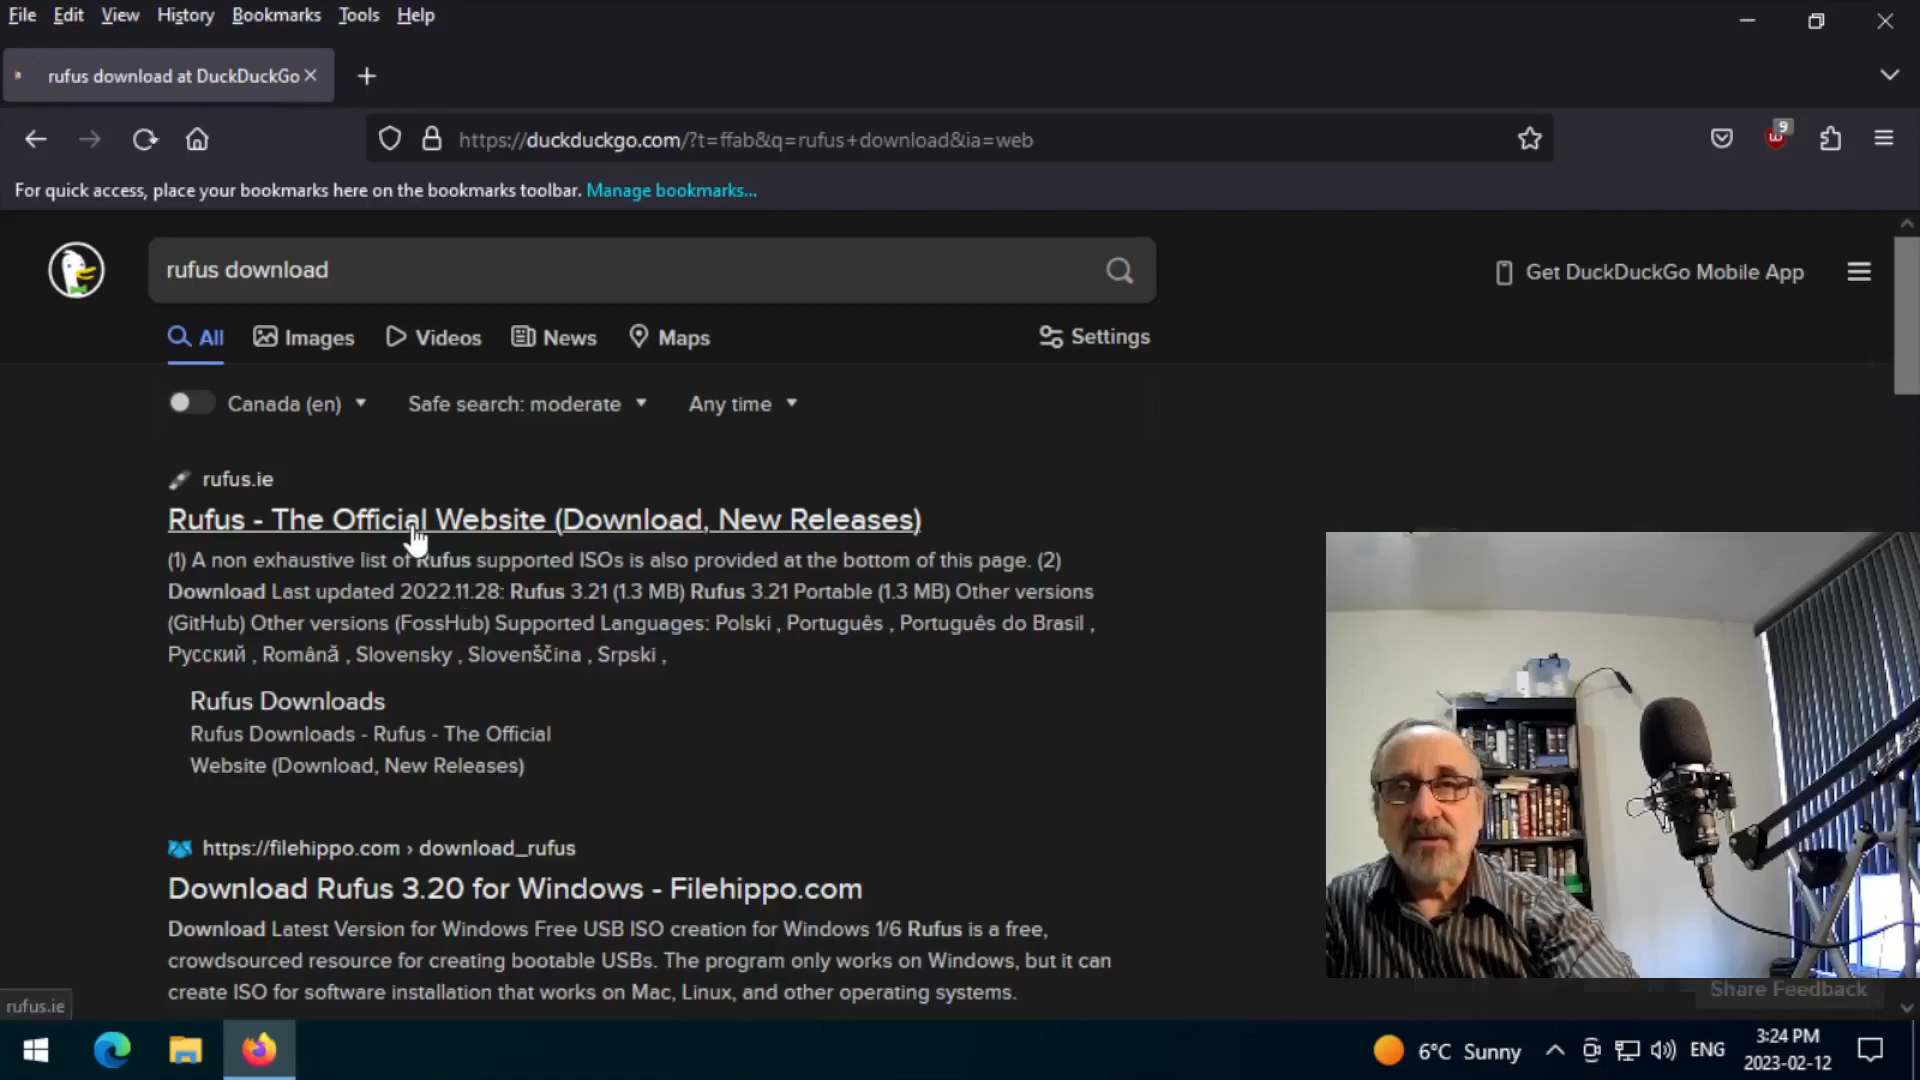 File Edit View History Bookmarks Tools Help
rufus download at DuckDuckGo
https://duckduckgo.com/?t=ffab&q=rufus+download&ia=web
9
For quick access, place your bookmarks here on the bookmarks toolbar. Manage bookmarks...
rufus download
Get DuckDuckGo Mobile App
All Images Videos News Maps Settings
Canada (en) Safe search: moderate Any time
rufus.ie
Rufus - The Official Website (Download, New Releases)
(1) A non exhaustive list of Rufus supported ISOs is also provided at the bottom of this page. (2)
Download Last updated 2022.11.28: Rufus 3.21 (1.3 MB) Rufus 3.21 Portable (1.3 MB) Other versions
(GitHub) Other versions (FossHub) Supported Languages: Polski , Português , Português do Brasil ,
Русский , Română , Slovensky , Slovenščina , Srpski ,
Rufus Downloads
Rufus Downloads - Rufus - The Official
Website (Download, New Releases)
https://filehippo.com › download_rufus
Download Rufus 3.20 for Windows - Filehippo.com
Download Latest Version for Windows Free USB ISO creation for Windows 1/6 Rufus is a free,
crowdsourced resource for creating bootable USBs. The program only works on Windows, but it can
create ISO for software installation that works on Mac, Linux, and other operating systems.
Share Feedback
rufus.ie
6°C Sunny
ENG
3:24 PM
2023-02-12